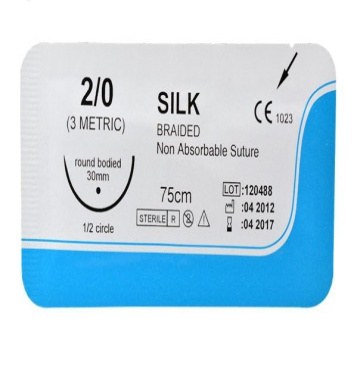 2/0
(3 METRIC)
round bodied
30mm
1/2 circle
SILK
BRAIDED
Non Absorbable Suture
75cm
STERILE R
CE 1023
LOT :120488
:04 2012
:04 2017